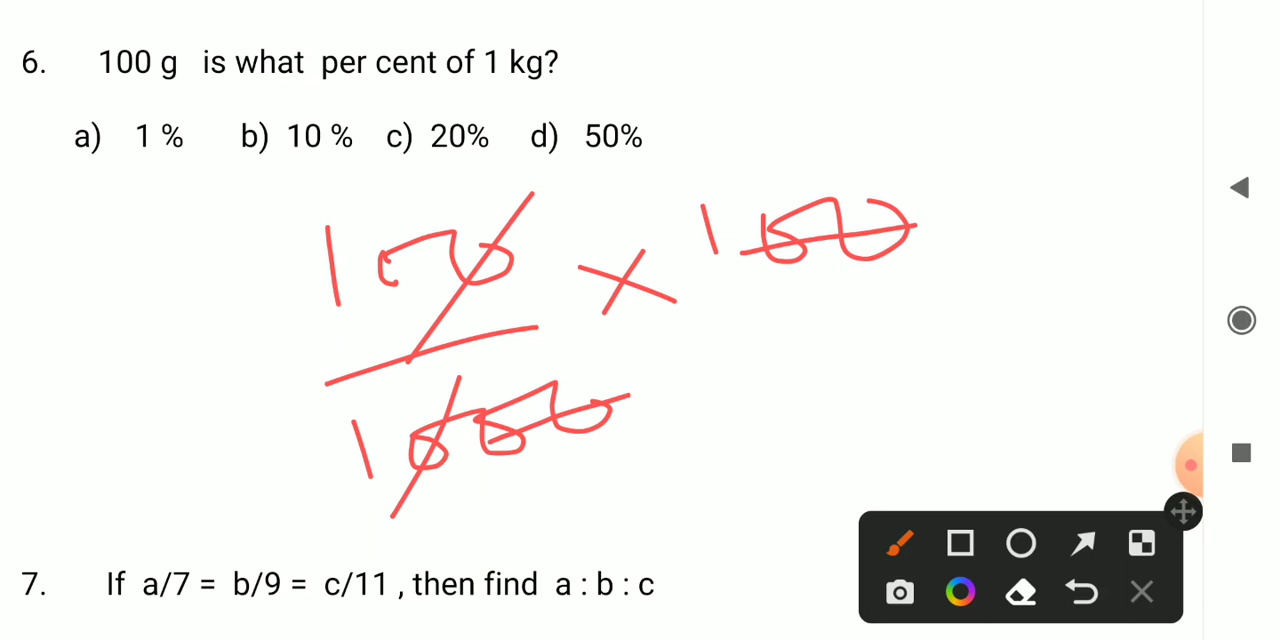 6. 100 g is what per cent of 1 kg?
a) 1 % b) 10 % c) 20% d) 50%
100 × 100
1000
7. If a/7 = b/9 = c/11 , then find a : b : c